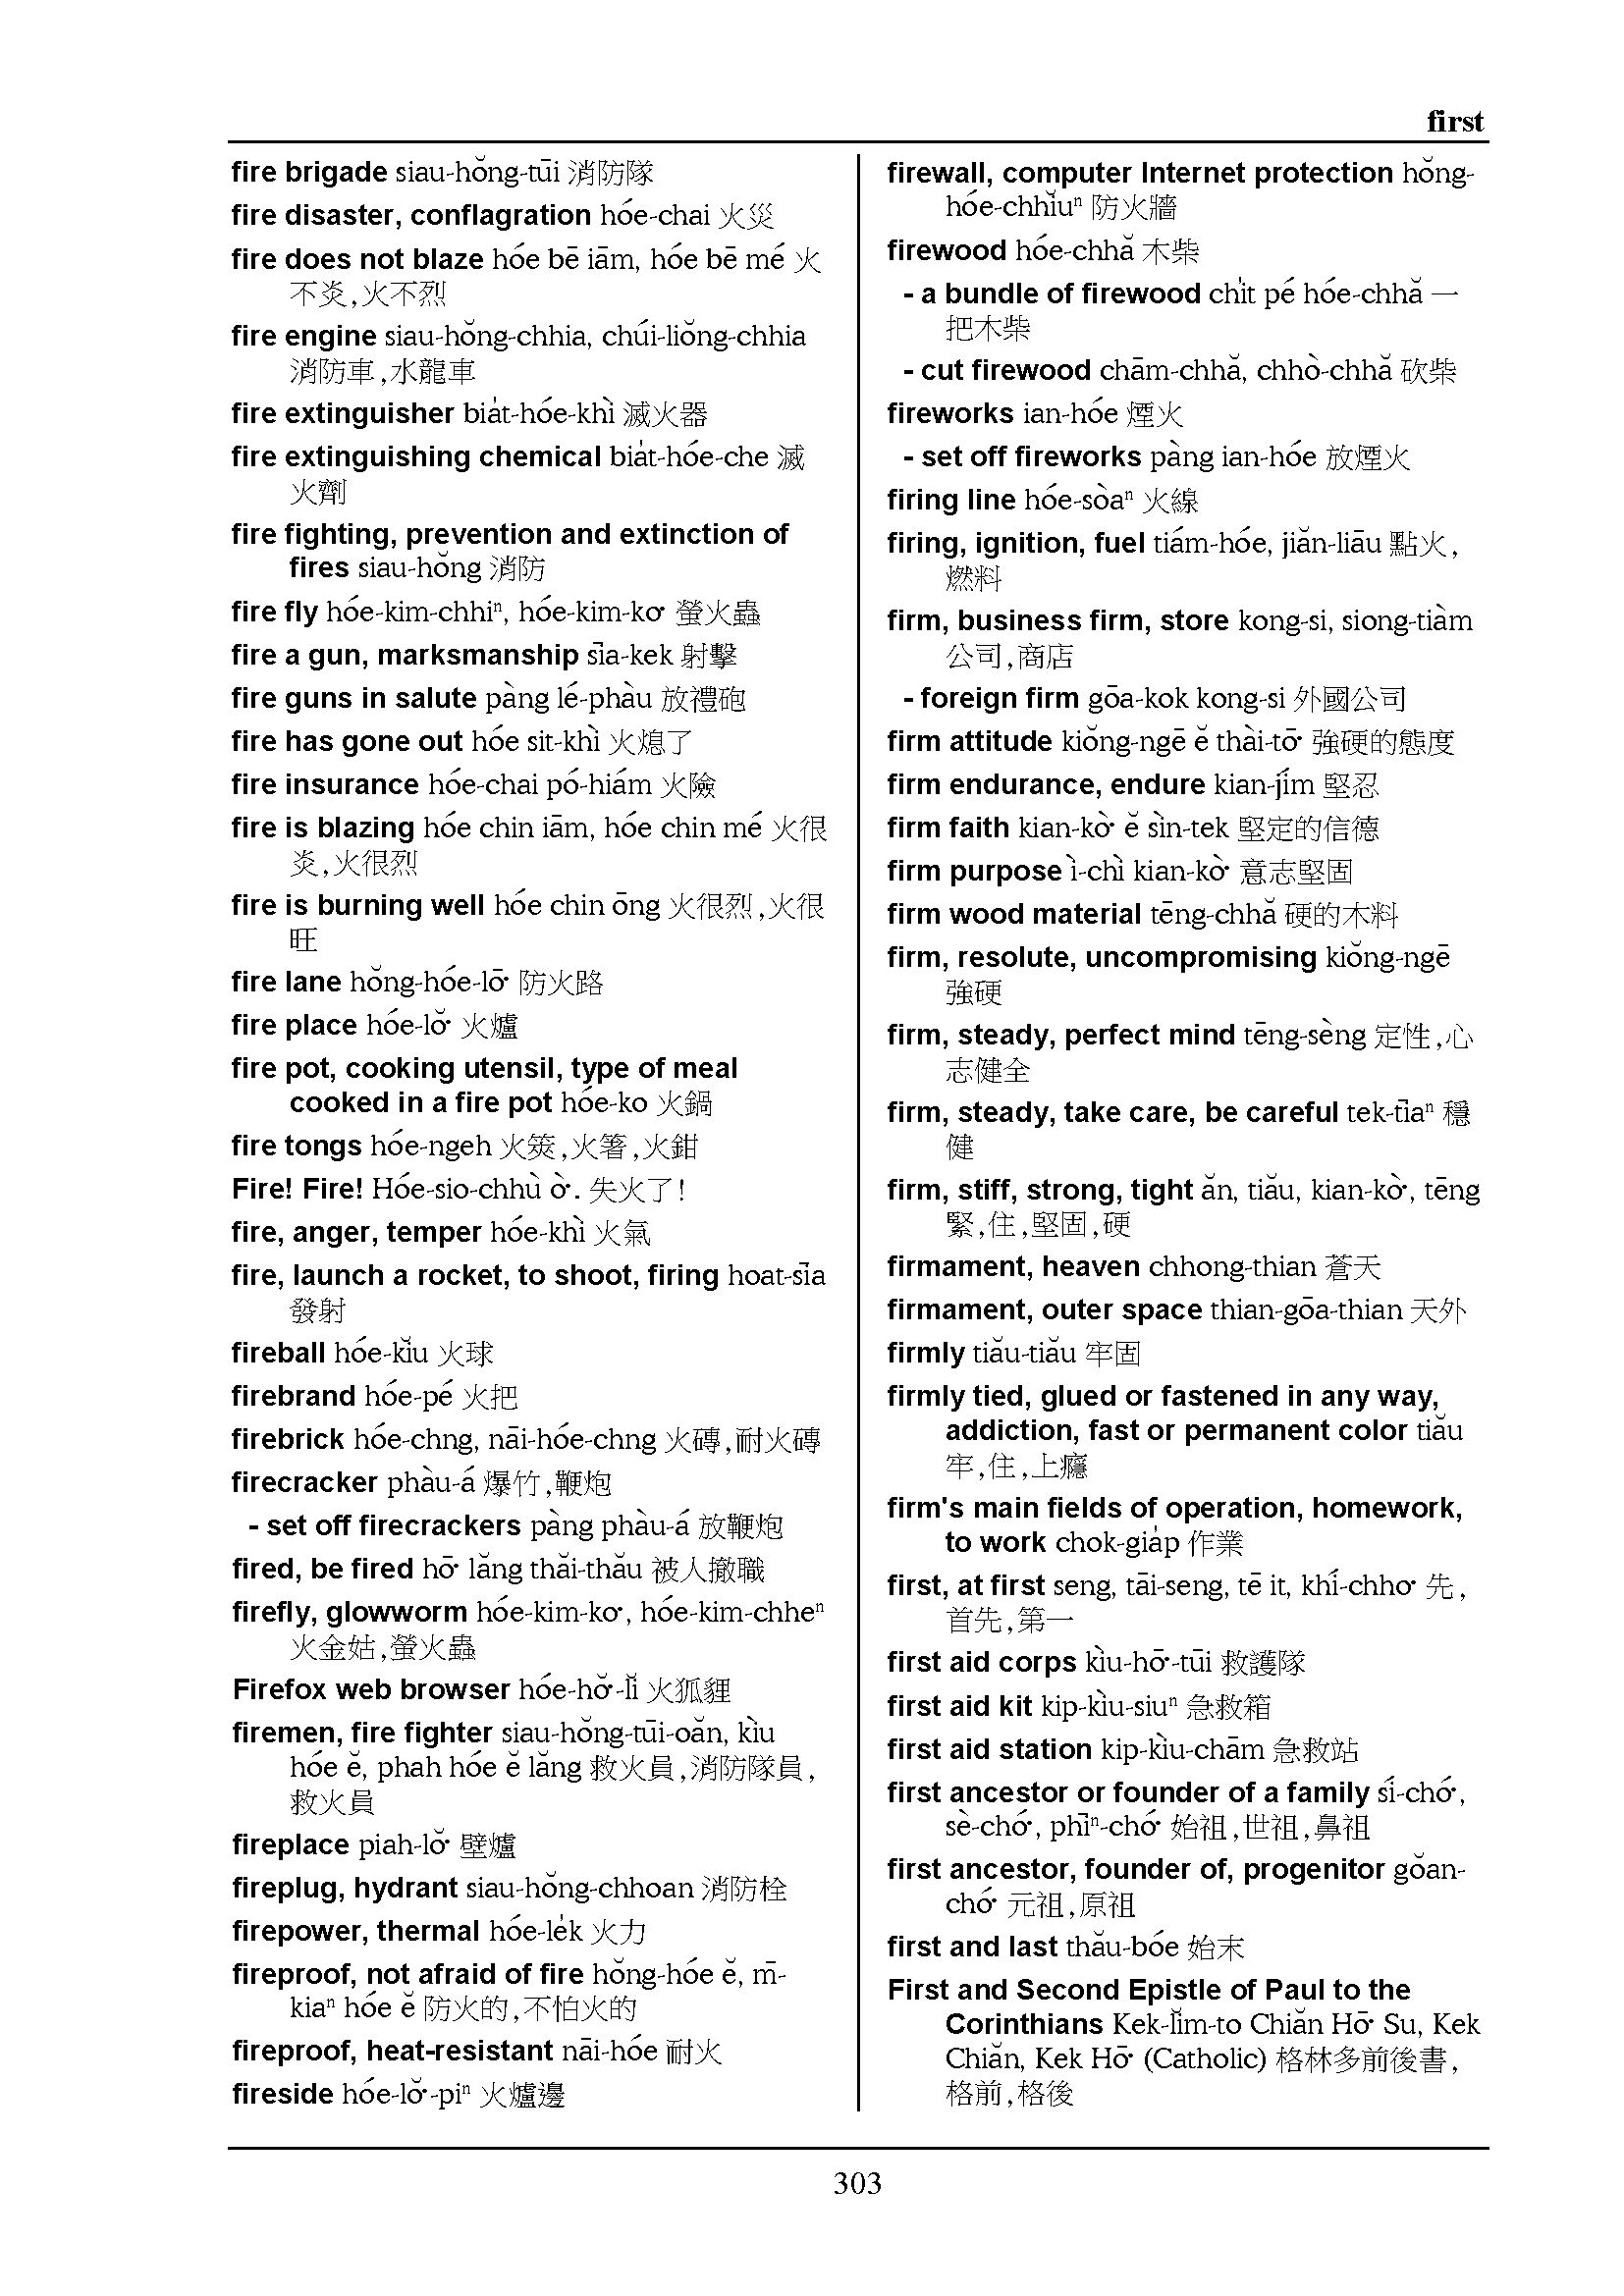 first
fire brigade siau-hŏng-tūi 消防隊
fire disaster, conflagration hóe-chai 火災
fire does not blaze hóe bē iām, hóe bē mé 火
不炎,火不烈
fire engine siau-hŏng-chhia, chúi-liŏng-chhia
消防車,水龍車
fire extinguisher bia̍t-hóe-khì 滅火器
fire extinguishing chemical bia̍t-hóe-che 滅
火劑
fire fighting, prevention and extinction of
fires siau-hŏng 消防
fire fly hóe-kim-chhiⁿ, hóe-kim-ko͘ 螢火蟲
fire a gun, marksmanship sīa-kek 射擊
fire guns in salute pàng lé-phàu 放禮砲
fire has gone out hóe sit-khì 火熄了
fire insurance hóe-chai pó-hiám 火險
fire is blazing hóe chin iām, hóe chin mé 火很
炎,火很烈
fire is burning well hóe chin ōng 火很烈,火很
旺
fire lane hŏng-hóe-lō͘ 防火路
fire place hóe-lŏ͘ 火爐
fire pot, cooking utensil, type of meal
cooked in a fire pot hóe-ko 火鍋
fire tongs hóe-ngeh 火筴,火箸,火鉗
Fire! Fire! Hóe-sio-chhù ò͘. 失火了!
fire, anger, temper hóe-khì 火氣
fire, launch a rocket, to shoot, firing hoat-sīa
發射
fireball hóe-kĭu 火球
firebrand hóe-pé 火把
firebrick hóe-chng, nāi-hóe-chng 火磚,耐火磚
firecracker phàu-á 爆竹,鞭炮
- set off firecrackers pàng phàu-á 放鞭炮
fired, be fired hō͘ lăng thăi-thău 被人撤職
firefly, glowworm hóe-kim-ko͘, hóe-kim-chheⁿ
火金姑,螢火蟲
Firefox web browser hóe-hŏ͘-lĭ 火狐貍
firemen, fire fighter siau-hŏng-tūi-oăn, kìu
hóe ĕ, phah hóe ĕ lăng 救火員,消防隊員,
救火員
fireplace piah-lŏ͘ 壁爐
fireplug, hydrant siau-hŏng-chhoan 消防栓
firepower, thermal hóe-le̍k 火力
fireproof, not afraid of fire hŏng-hóe ĕ, m̄-
kiaⁿ hóe ĕ 防火的,不怕火的
fireproof, heat-resistant nāi-hóe 耐火
fireside hóe-lŏ͘-piⁿ 火爐邊
firewall, computer Internet protection hŏng-
hóe-chhĭuⁿ 防火牆
firewood hóe-chhă 木柴
- a bundle of firewood chi̍t pé hóe-chhă 一
把木柴
- cut firewood chām-chhă, chhò-chhă 砍柴
fireworks ian-hóe 煙火
- set off fireworks pàng ian-hóe 放煙火
firing line hóe-sòaⁿ 火線
firing, ignition, fuel tiám-hóe, jiăn-liāu 點火,
燃料
firm, business firm, store kong-si, siong-tiàm
公司,商店
- foreign firm gōa-kok kong-si 外國公司
firm attitude kiŏng-ngē ĕ thài-tō͘ 強硬的態度
firm endurance, endure kian-jím 堅忍
firm faith kian-kò͘ ĕ sìn-tek 堅定的信德
firm purpose ì-chì kian-kò͘ 意志堅固
firm wood material tēng-chhă 硬的木料
firm, resolute, uncompromising kiŏng-ngē
強硬
firm, steady, perfect mind tēng-sèng 定性,心
志健全
firm, steady, take care, be careful tek-tīaⁿ 穩
健
firm, stiff, strong, tight ăn, tiău, kian-kò͘, tēng
緊,住,堅固,硬
firmament, heaven chhong-thian 蒼天
firmament, outer space thian-gōa-thian 天外
firmly tiău-tiău 牢固
firmly tied, glued or fastened in any way,
addiction, fast or permanent color tiău
牢,住,上癮
firm's main fields of operation, homework,
to work chok-gia̍p 作業
first, at first seng, tāi-seng, tē it, khí-chho͘ 先,
首先,第一
first aid corps kìu-hō͘-tūi 救護隊
first aid kit kip-kìu-siuⁿ 急救箱
first aid station kip-kìu-chām 急救站
first ancestor or founder of a family sí-chó͘,
sè-chó͘, phīⁿ-chó͘ 始祖,世祖,鼻祖
first ancestor, founder of, progenitor gŏan-
chó͘ 元祖,原祖
first and last thău-bóe 始末
First and Second Epistle of Paul to the
Corinthians Kek-lĭm-to Chiăn Hō͘ Su, Kek
Chiăn, Kek Hō͘ (Catholic) 格林多前後書,
格前,格後
303